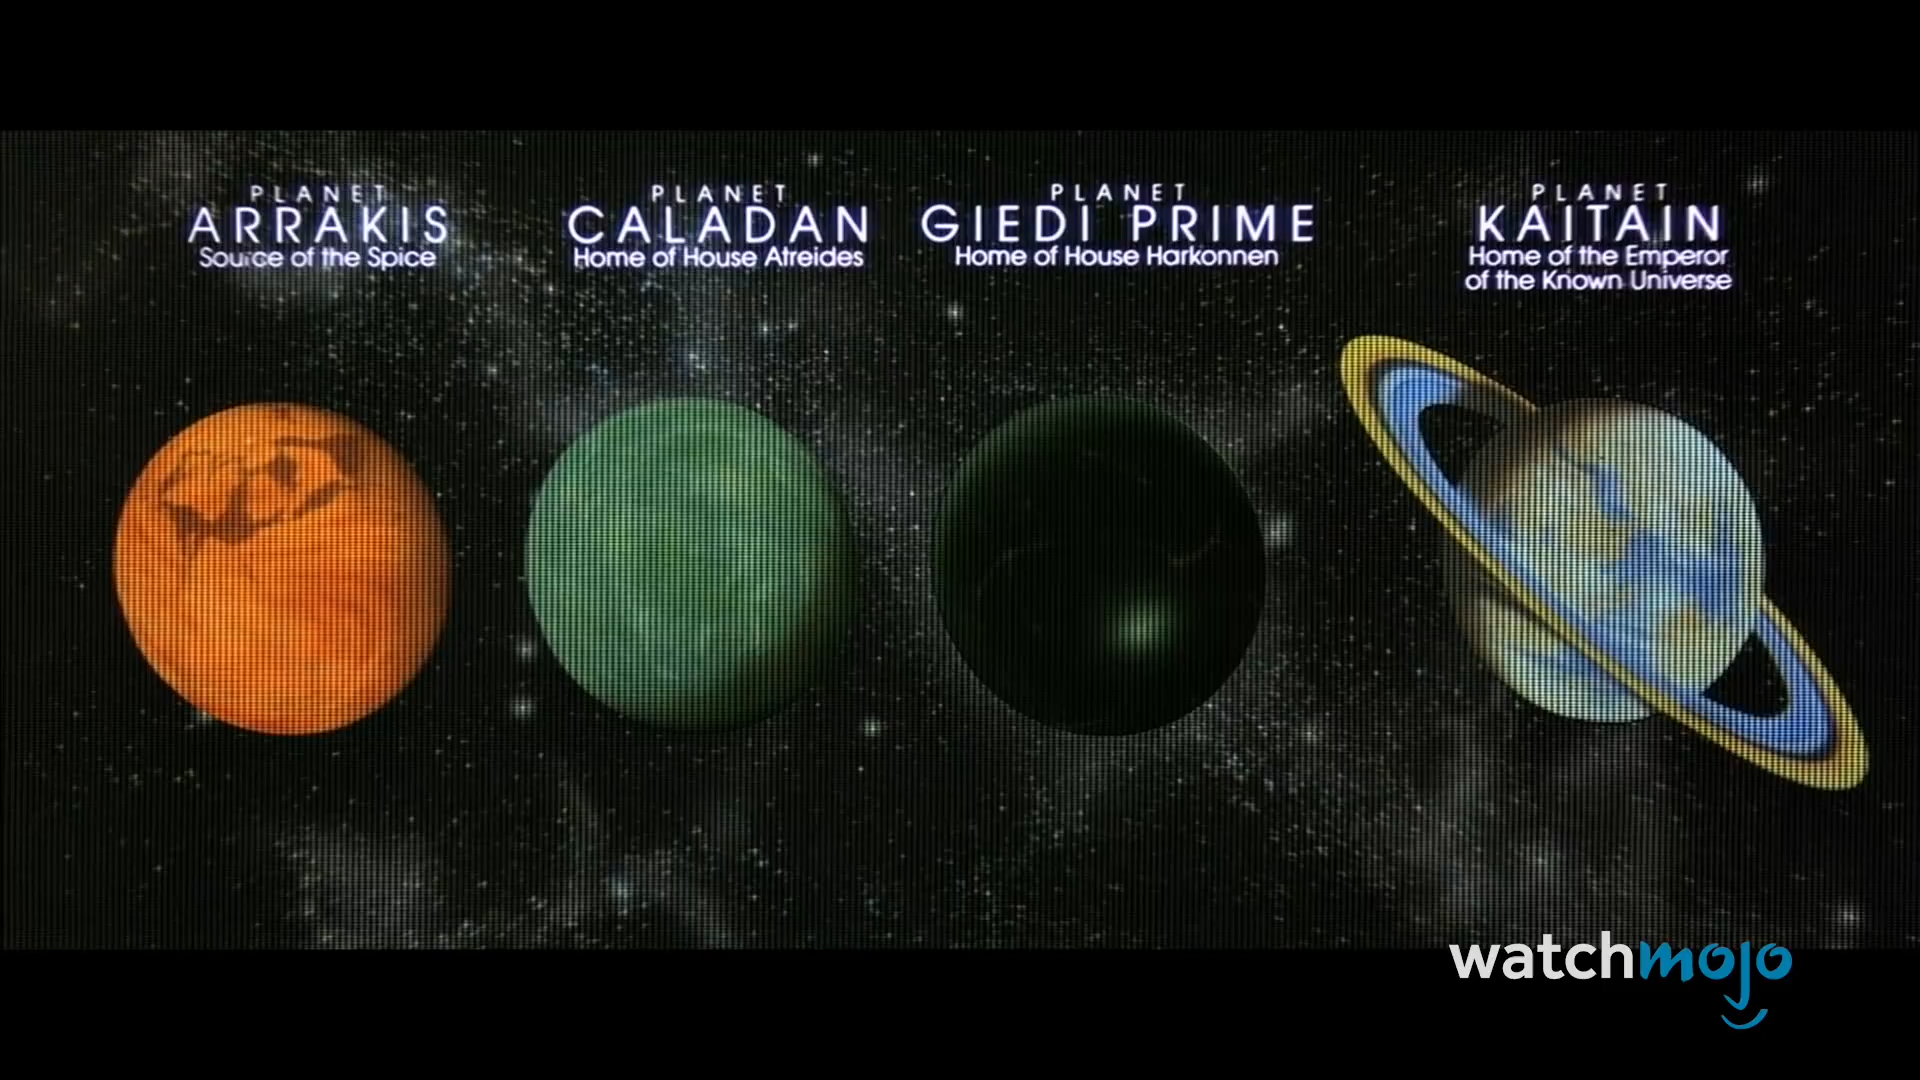 PLANET
ARRAKIS
Source of the Spice
PLANET
CALADAN
Home of House Atreides
PLANET
GIEDI PRIME
Home of House Harkonnen
PLANET
KAITAIN
Home of the Emperor
of the Known Universe
watchmojo